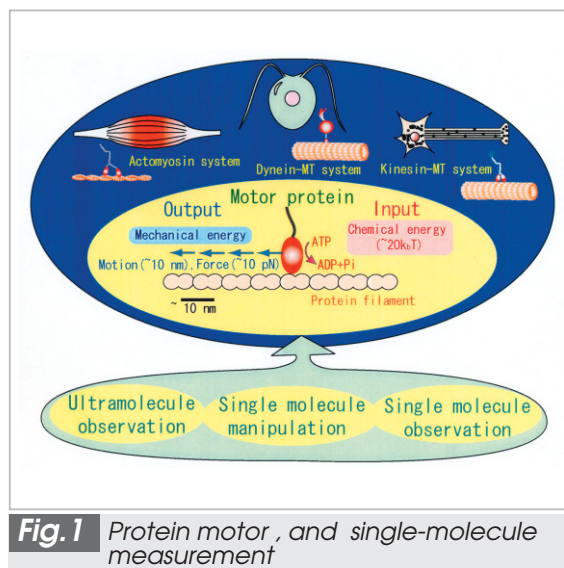 Actomyosin system
Dynein-MT system
Kinesin-MT system
Motor protein
Output
Input
Mechanical energy
Chemical energy
(~20kbT)
ATP
ADP+Pi
Motion(~10 nm),Force(~10 pN)
Protein filament
~
10 nm
Ultramolecule
observation
Single molecule
manipulation
Single molecule
observation
Fig.1 Protein motor , and single-molecule
measurement